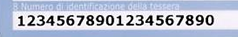 8 Numero di identificazione della tessera
12345678901234567890